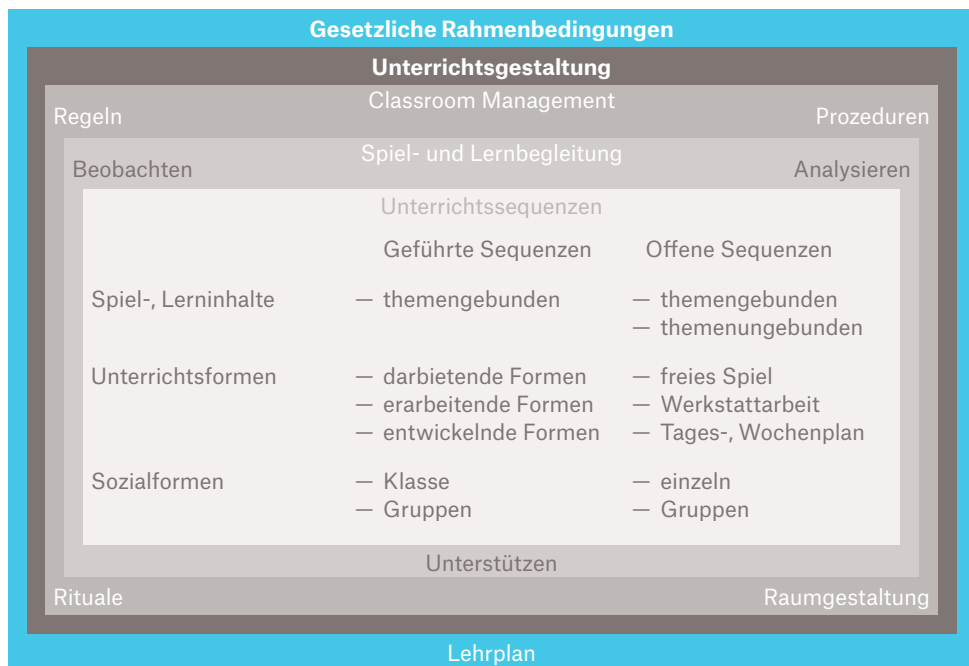 Gesetzliche Rahmenbedingungen
Unterrichtsgestaltung
Classroom Management
Regeln Prozeduren
Spiel- und Lernbegleitung
Beobachten Analysieren
Unterrichtssequenzen
Geführte Sequenzen Offene Sequenzen
Spiel-, Lerninhalte — themengebunden — themengebunden
— themenungebunden
Unterrichtsformen — darbietende Formen — freies Spiel
— erarbeitende Formen — Werkstattarbeit
— entwickelnde Formen — Tages-, Wochenplan
Sozialformen — Klasse — einzeln
— Gruppen — Gruppen
Unterstützen
Rituale Raumgestaltung
Lehrplan